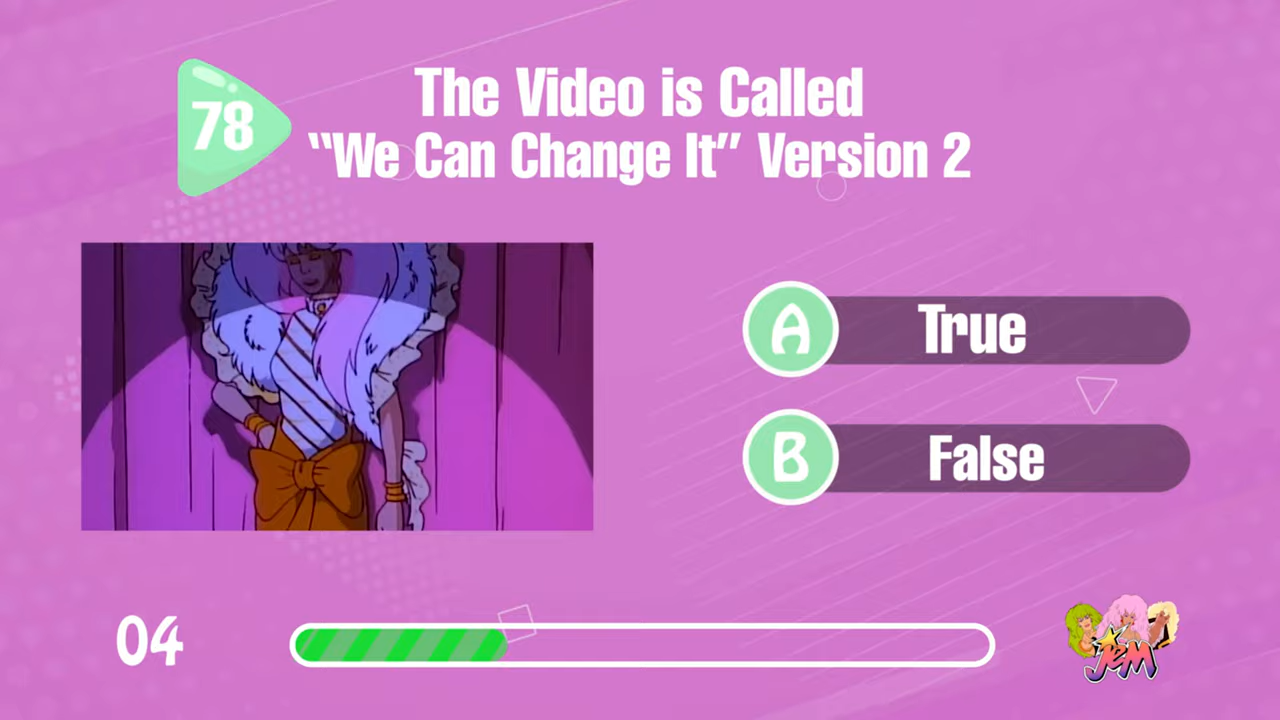 78
The Video is Called
“We Can Change It” Version 2
A True
B False
04
JEM